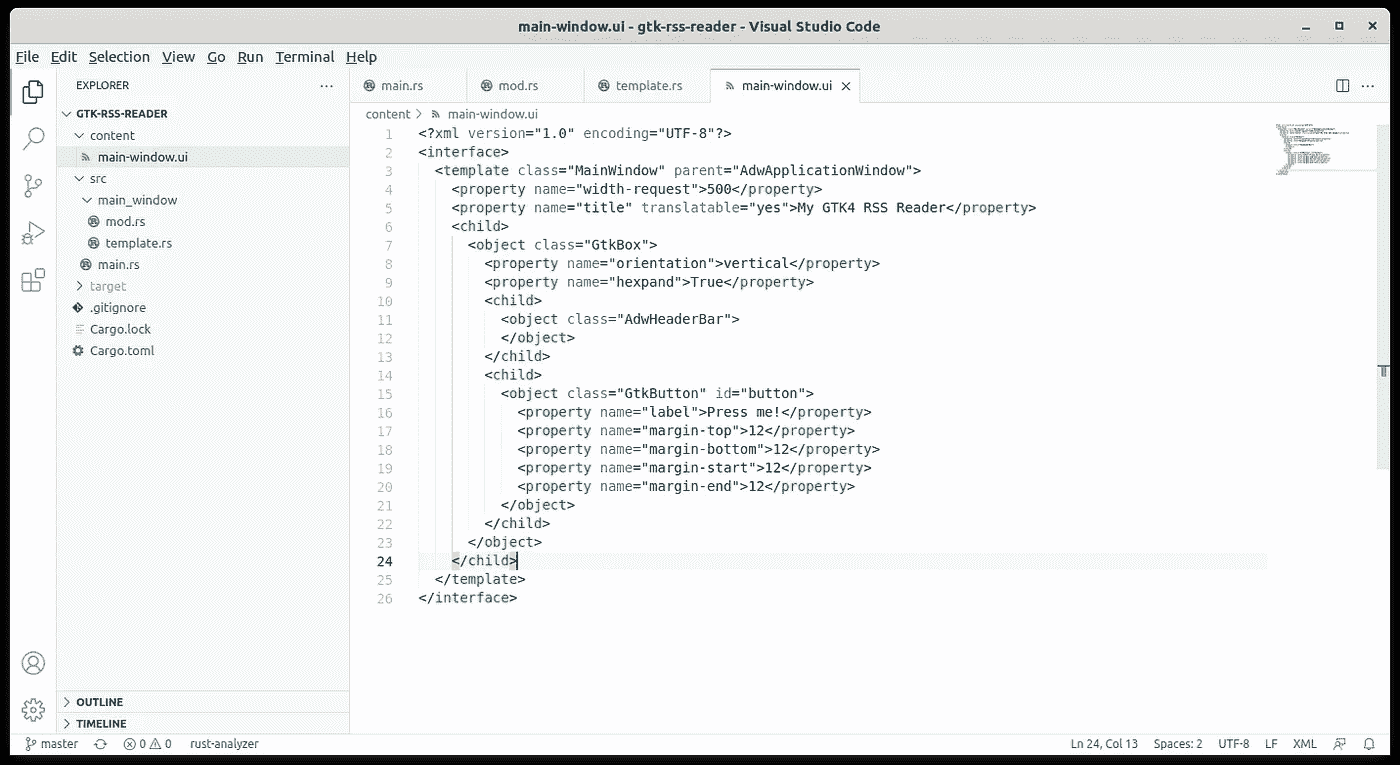 main-window.ui - gtk-rss-reader - Visual Studio Code
File Edit Selection View Go Run Terminal Help
EXPLORER
GTK-RSS-READER
content
main-window.ui
src
main_window
mod.rs
template.rs
main.rs
target
.gitignore
Cargo.lock
Cargo.toml
OUTLINE
TIMELINE
main.rs mod.rs template.rs main-window.ui
content > main-window.ui
1 <?xml version="1.0" encoding="UTF-8"?>
2 <interface>
3 <template class="MainWindow" parent="AdwApplicationWindow">
4 <property name="width-request">500</property>
5 <property name="title" translatable="yes">My GTK4 RSS Reader</property>
6 <child>
7 <object class="GtkBox">
8 <property name="orientation">vertical</property>
9 <property name="hexpand">True</property>
10 <child>
11 <object class="AdwHeaderBar">
12 </object>
13 </child>
14 <child>
15 <object class="GtkButton" id="button">
16 <property name="label">Press me!</property>
17 <property name="margin-top">12</property>
18 <property name="margin-bottom">12</property>
19 <property name="margin-start">12</property>
20 <property name="margin-end">12</property>
21 </object>
22 </child>
23 </object>
24 </child>
25 </template>
26 </interface>
master 0 0 rust-analyzer Ln 24, Col 13 Spaces: 2 UTF-8 LF XML